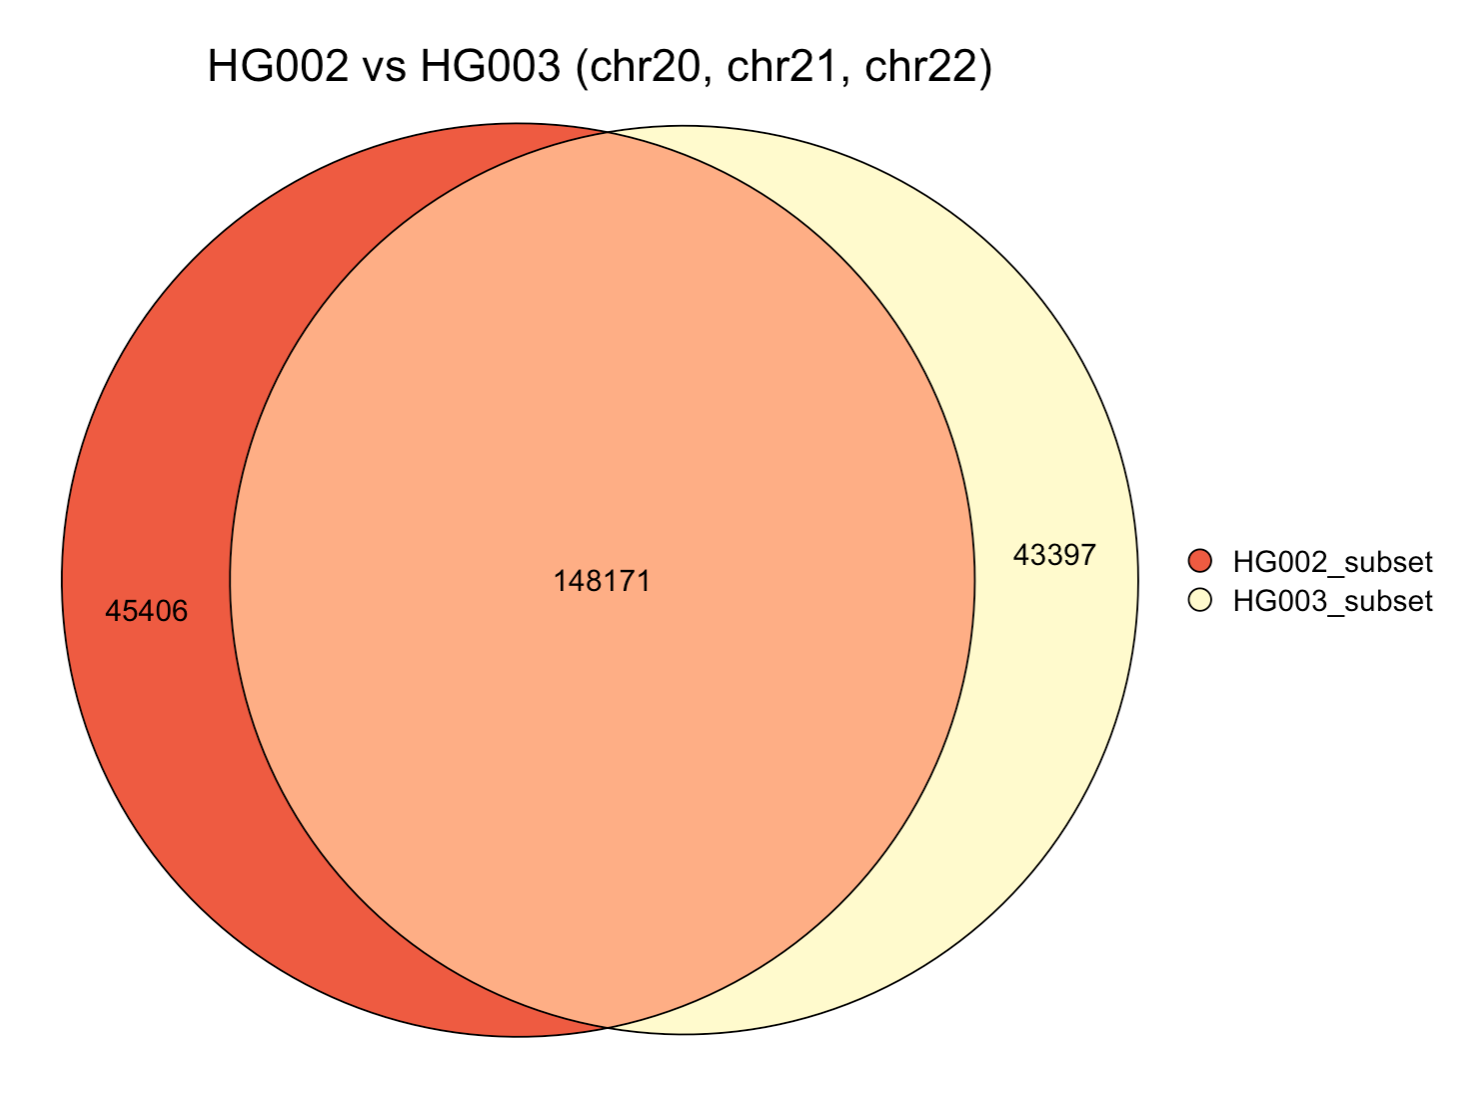 HG002 vs HG003 (chr20, chr21, chr22)
45406
148171
43397
HG002_subset
HG003_subset